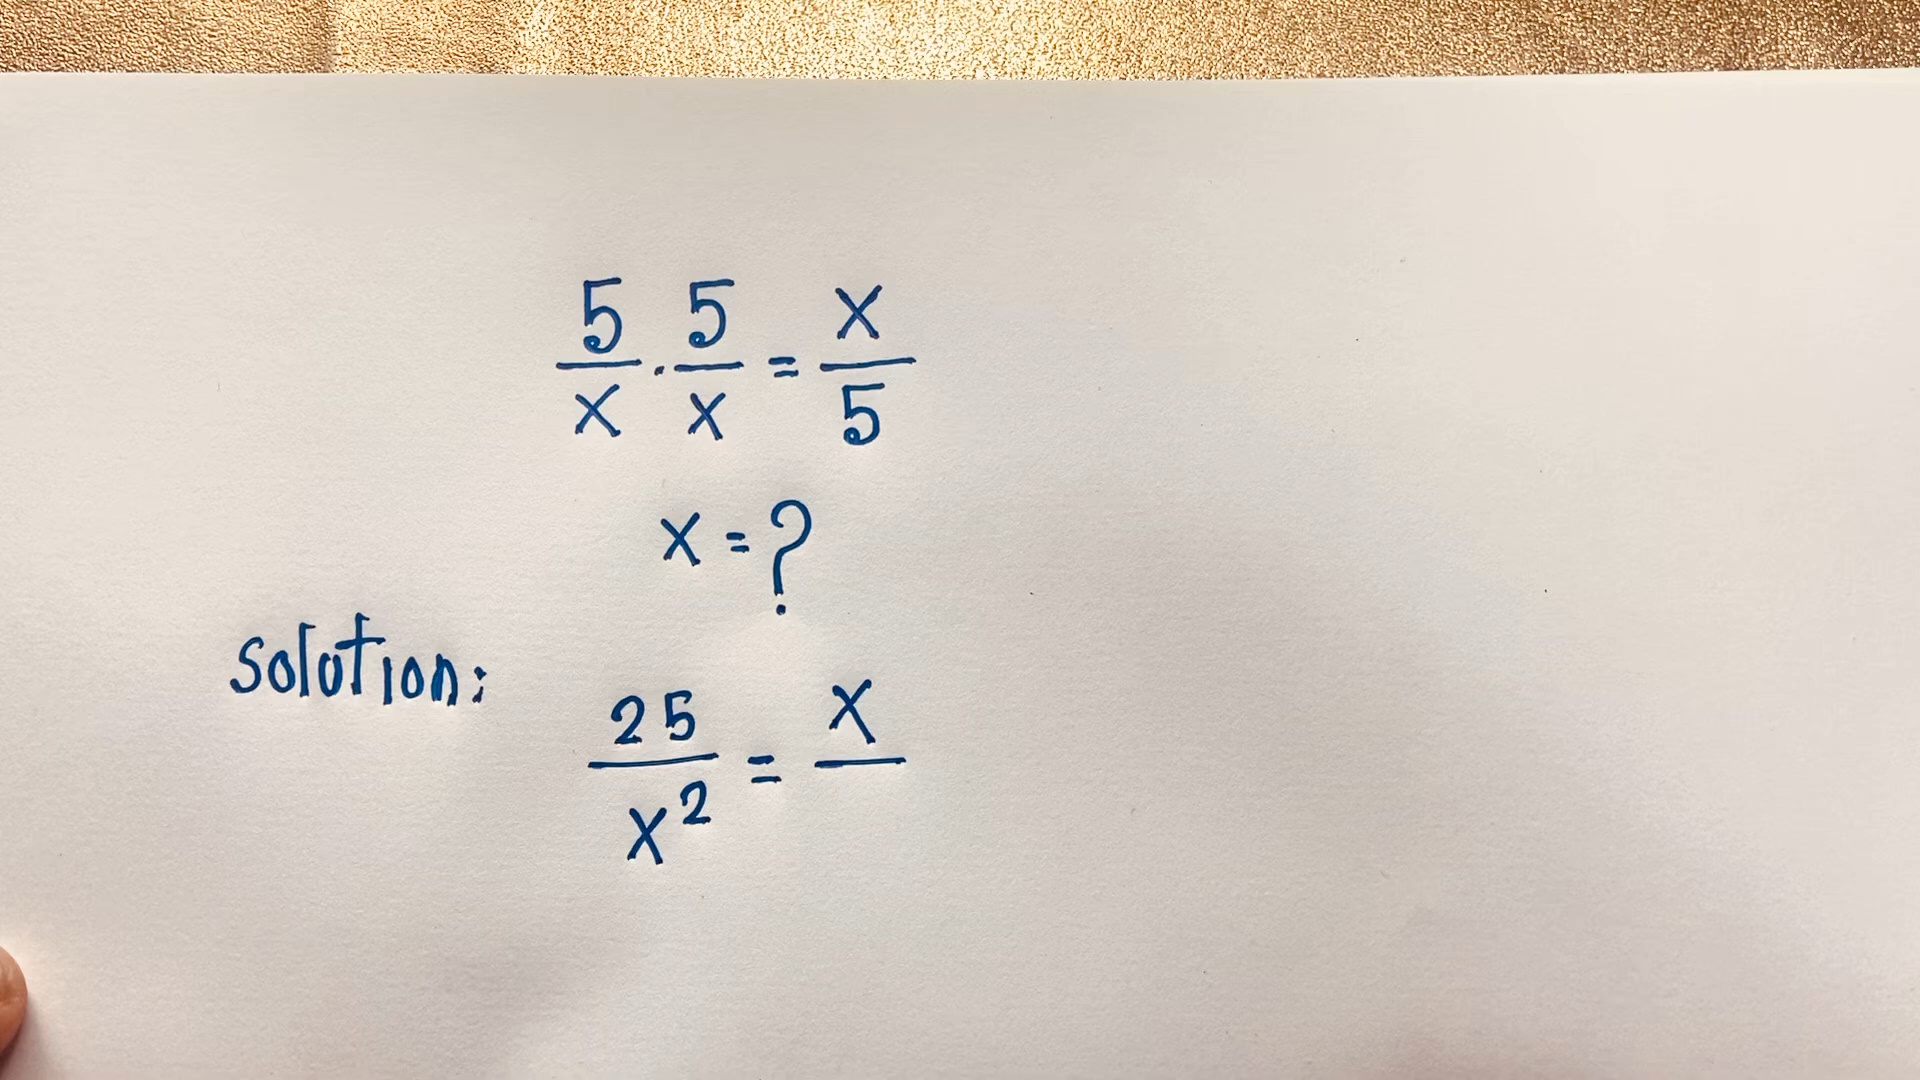 5/x . 5/x = x/5
x = ?
Solution:
25/x² = x/